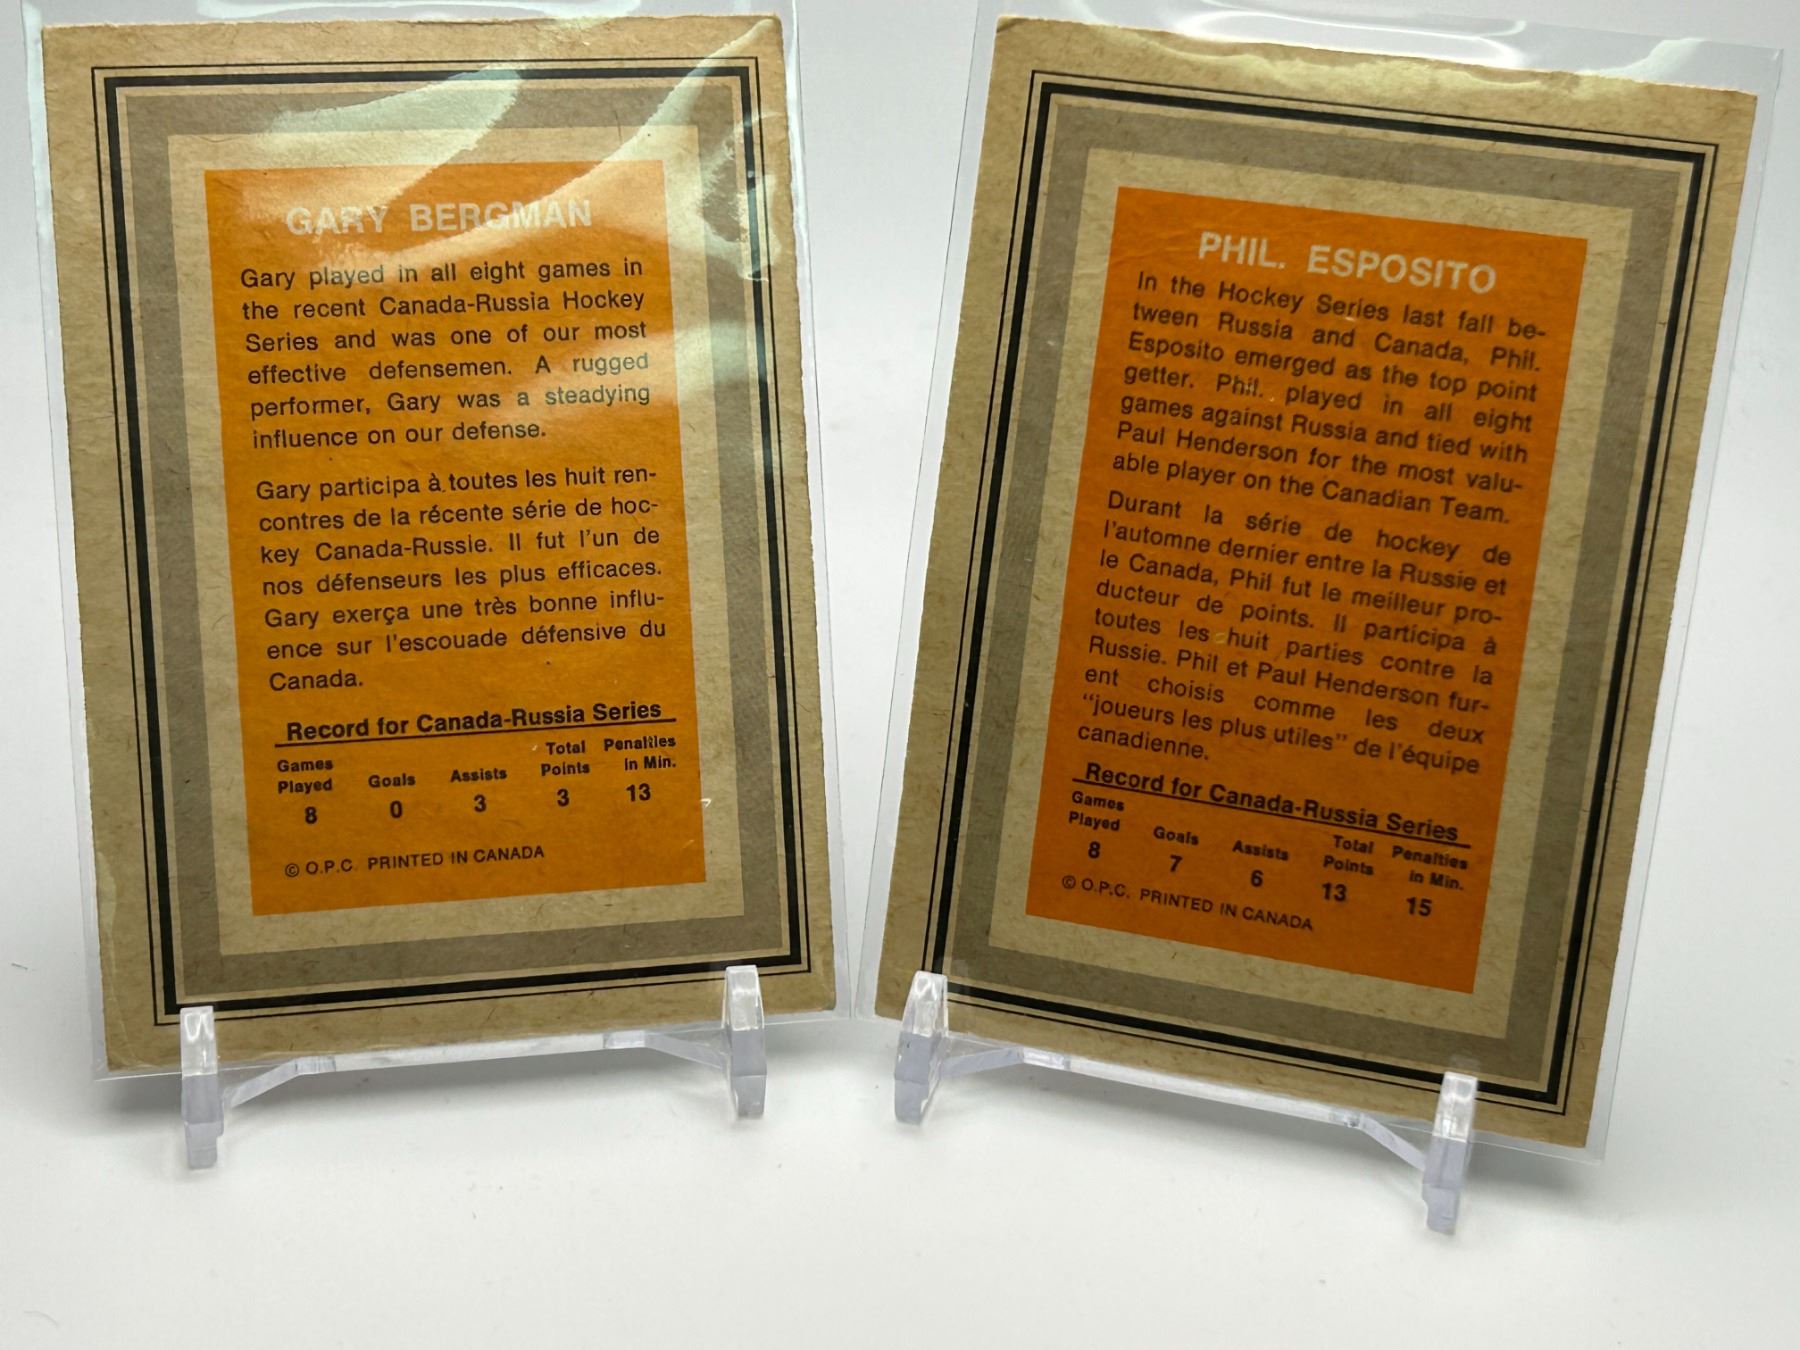 GARY BERGMAN
Gary played in all eight games in
the recent Canada-Russia Hockey
Series and was one of our most
effective defensemen. A rugged
performer, Gary was a steadying
influence on our defense.
Gary participa à toutes les huit ren-
contres de la récente série de hoc-
key Canada-Russie. Il fut l'un de
nos défenseurs les plus efficaces.
Gary exerça une très bonne influ-
ence sur l'escouade défensive du
Canada.
Record for Canada-Russia Series
Games Played Goals Assists Total Points Penalties in Min.
8 0 3 3 13
© O.P.C. PRINTED IN CANADA
PHIL. ESPOSITO
In the Hockey Series last fall be-
tween Russia and Canada, Phil.
Esposito emerged as the top point
getter. Phil. played in all eight
games against Russia and tied with
Paul Henderson for the most valu-
able player on the Canadian Team.
Durant la série de hockey de
l'automne dernier entre la Russie et
le Canada, Phil fut le meilleur pro-
ducteur de points. Il participa à
toutes les huit parties contre la
Russie. Phil et Paul Henderson fur-
ent choisis comme les deux
"joueurs les plus utiles" de l'équipe
canadienne.
Record for Canada-Russia Series
Games Played Goals Assists Total Points Penalties in Min.
8 7 6 13 15
© O.P.C. PRINTED IN CANADA